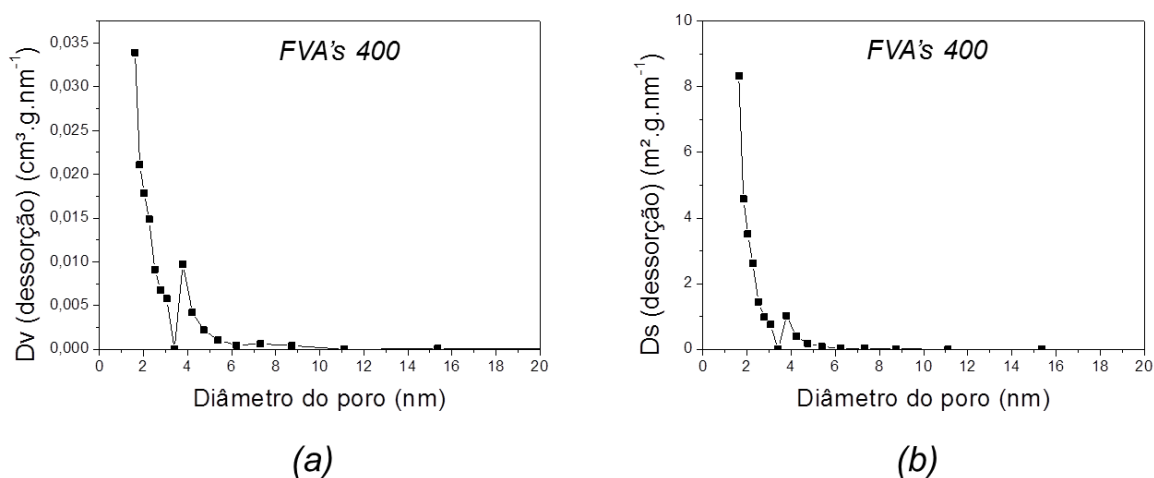 FVA's 400
Dv (dessorção) (cm³.g.nm⁻¹)
0,035
0,030
0,025
0,020
0,015
0,010
0,005
0,000
0 2 4 6 8 10 12 14 16 18 20
Diâmetro do poro (nm)
(a)
FVA's 400
Ds (dessorção) (m².g.nm⁻¹)
10
8
6
4
2
0
0 2 4 6 8 10 12 14 16 18 20
Diâmetro do poro (nm)
(b)